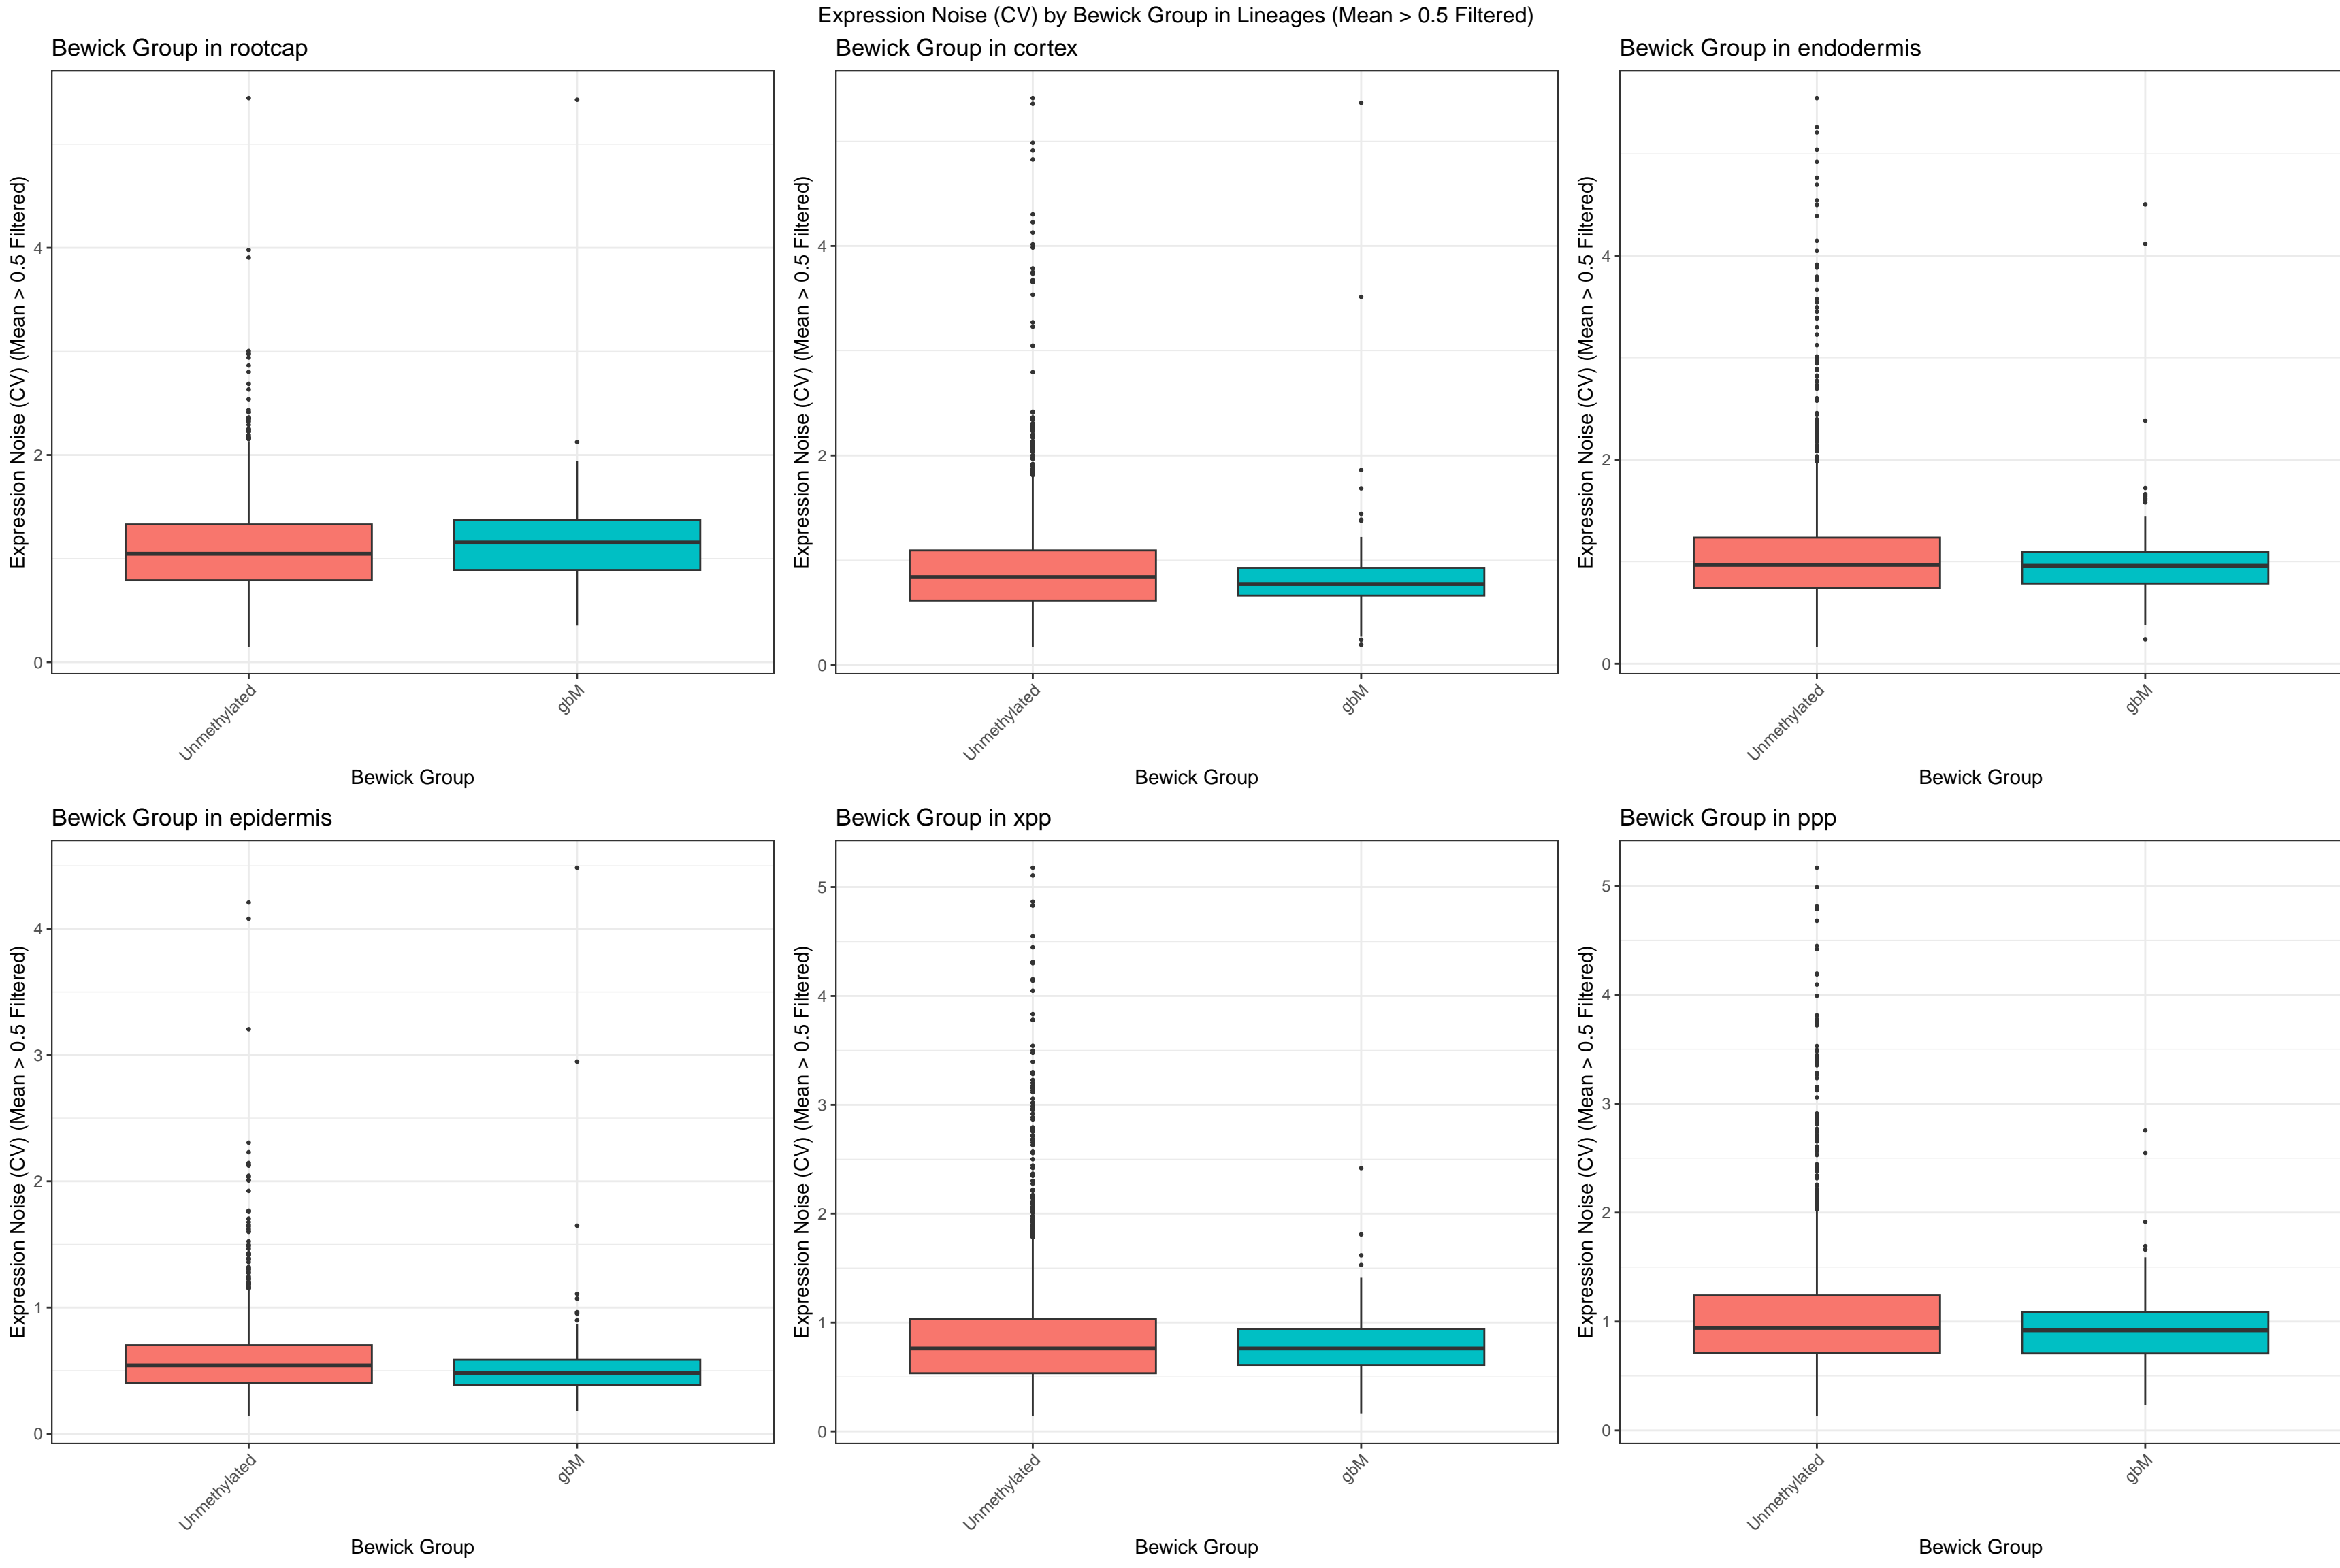 Expression Noise (CV) by Bewick Group in Lineages (Mean > 0.5 Filtered)
Bewick Group in rootcap
Expression Noise (CV) (Mean > 0.5 Filtered)
4
2
0
Unmethylated
gbM
Bewick Group
Bewick Group in cortex
Expression Noise (CV) (Mean > 0.5 Filtered)
4
2
0
Unmethylated
gbM
Bewick Group
Bewick Group in endodermis
Expression Noise (CV) (Mean > 0.5 Filtered)
4
2
0
Unmethylated
gbM
Bewick Group
Bewick Group in epidermis
Expression Noise (CV) (Mean > 0.5 Filtered)
4
3
2
1
0
Unmethylated
gbM
Bewick Group
Bewick Group in xpp
Expression Noise (CV) (Mean > 0.5 Filtered)
5
4
3
2
1
0
Unmethylated
gbM
Bewick Group
Bewick Group in ppp
Expression Noise (CV) (Mean > 0.5 Filtered)
5
4
3
2
1
0
Unmethylated
gbM
Bewick Group